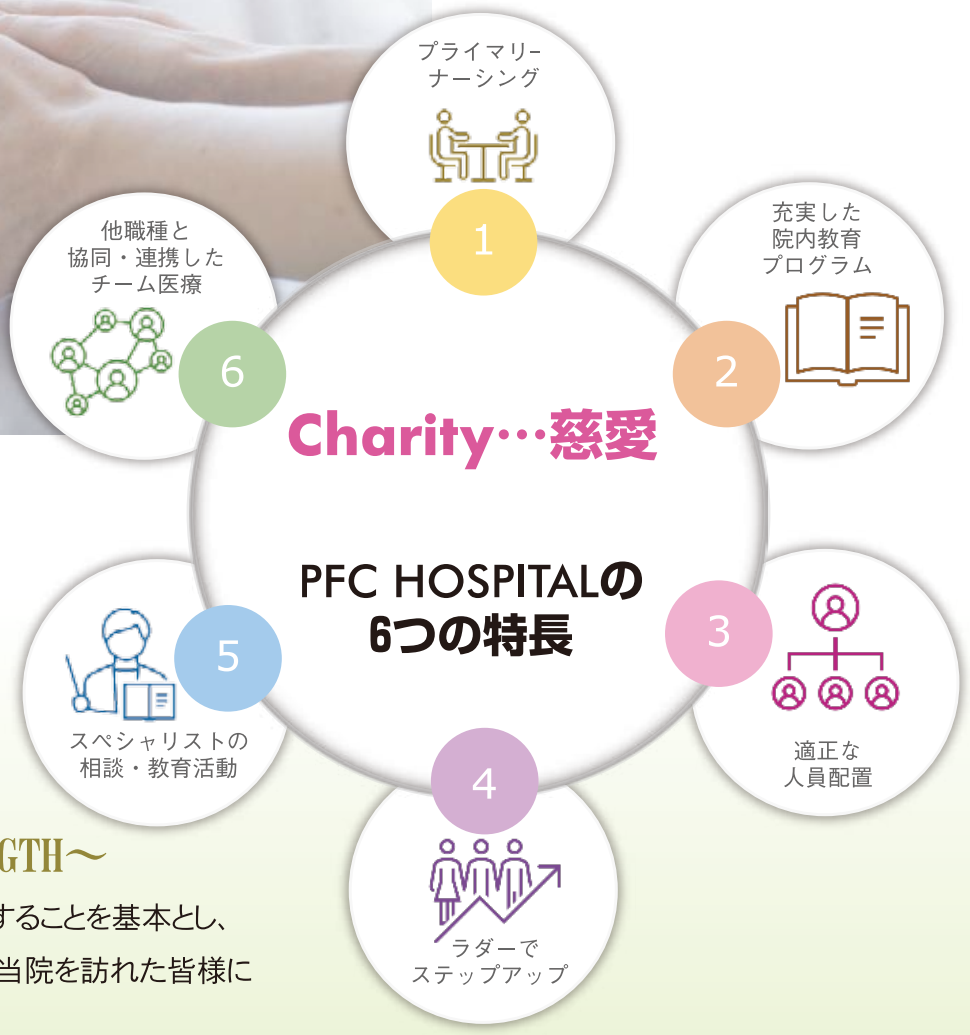 プライマリー
ナーシング
1
充実した
院内教育
プログラム
2
適正な
人員配置
3
ラダーで
ステップアップ
4
スペシャリストの
相談・教育活動
5
他職種と
協同・連携した
チーム医療
6
Charity…慈愛
PFC HOSPITALの
6つの特長
GTH～
することを基本とし、
当院を訪れた皆様に